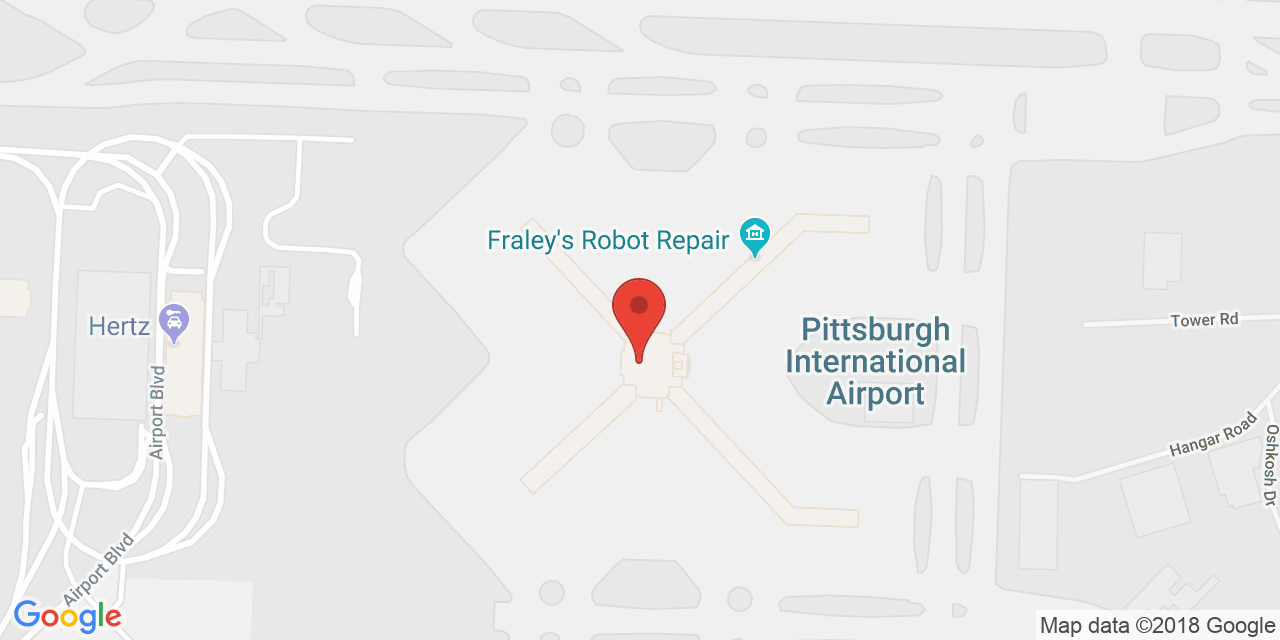 Fraley's Robot Repair
Hertz
Airport Blvd
Pittsburgh
International
Airport
Tower Rd
Hangar Road
Oshkosh Dr
Airport Blvd
Google
Map data ©2018 Google